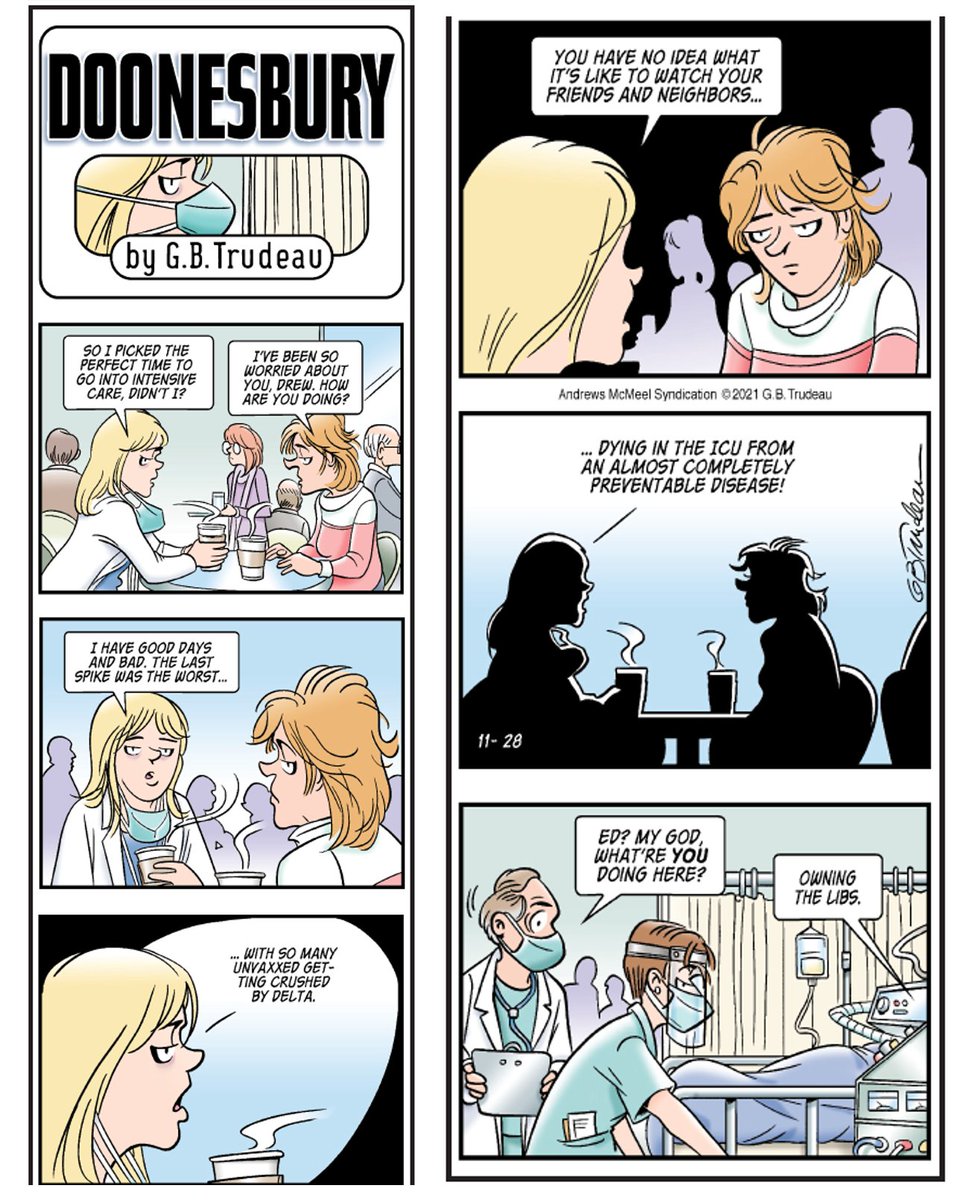 DOONESBURY
by G.B.Trudeau
SO I PICKED THE
PERFECT TIME TO
GO INTO INTENSIVE
CARE, DIDN'T I?
I'VE BEEN SO
WORRIED ABOUT
YOU, DREW. HOW
ARE YOU DOING?
I HAVE GOOD DAYS
AND BAD. THE LAST
SPIKE WAS THE WORST...
... WITH SO MANY
UNVAXXED GET-
TING CRUSHED
BY DELTA.
YOU HAVE NO IDEA WHAT
IT'S LIKE TO WATCH YOUR
FRIENDS AND NEIGHBORS...
Andrews McMeel Syndication ©2021 G.B. Trudeau
... DYING IN THE ICU FROM
AN ALMOST COMPLETELY
PREVENTABLE DISEASE!
GBTrudeau
11-28
ED? MY GOD,
WHAT'RE YOU
DOING HERE?
OWNING
THE LIBS.